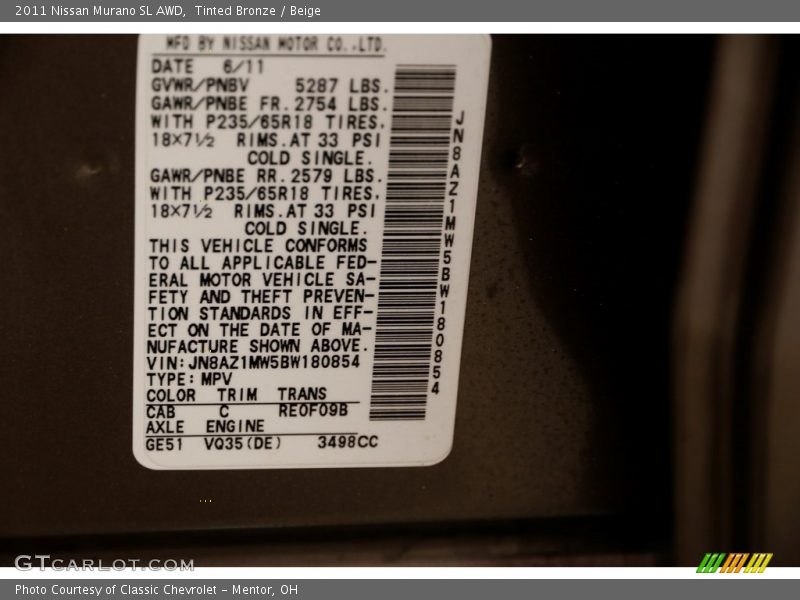 2011 Nissan Murano SL AWD, Tinted Bronze / Beige
MFD BY NISSAN MOTOR CO.,LTD.
DATE 6/11
GVWR/PNBV 5287 LBS.
GAWR/PNBE FR.2754 LBS.
WITH P235/65R18 TIRES,
18×7½ RIMS.AT 33 PSI
COLD SINGLE.
GAWR/PNBE RR.2579 LBS.
WITH P235/65R18 TIRES,
18×7½ RIMS.AT 33 PSI
COLD SINGLE.
THIS VEHICLE CONFORMS
TO ALL APPLICABLE FED-
ERAL MOTOR VEHICLE SA-
FETY AND THEFT PREVEN-
TION STANDARDS IN EFF-
ECT ON THE DATE OF MA-
NUFACTURE SHOWN ABOVE.
VIN:JN8AZ1MW5BW180854
TYPE:MPV
COLOR TRIM TRANS
CAB C RE0F09B
AXLE ENGINE
GE51 VQ35(DE) 3498CC
JN8AZ1MW5BW180854
GTCARLOT.COM
Photo Courtesy of Classic Chevrolet - Mentor, OH